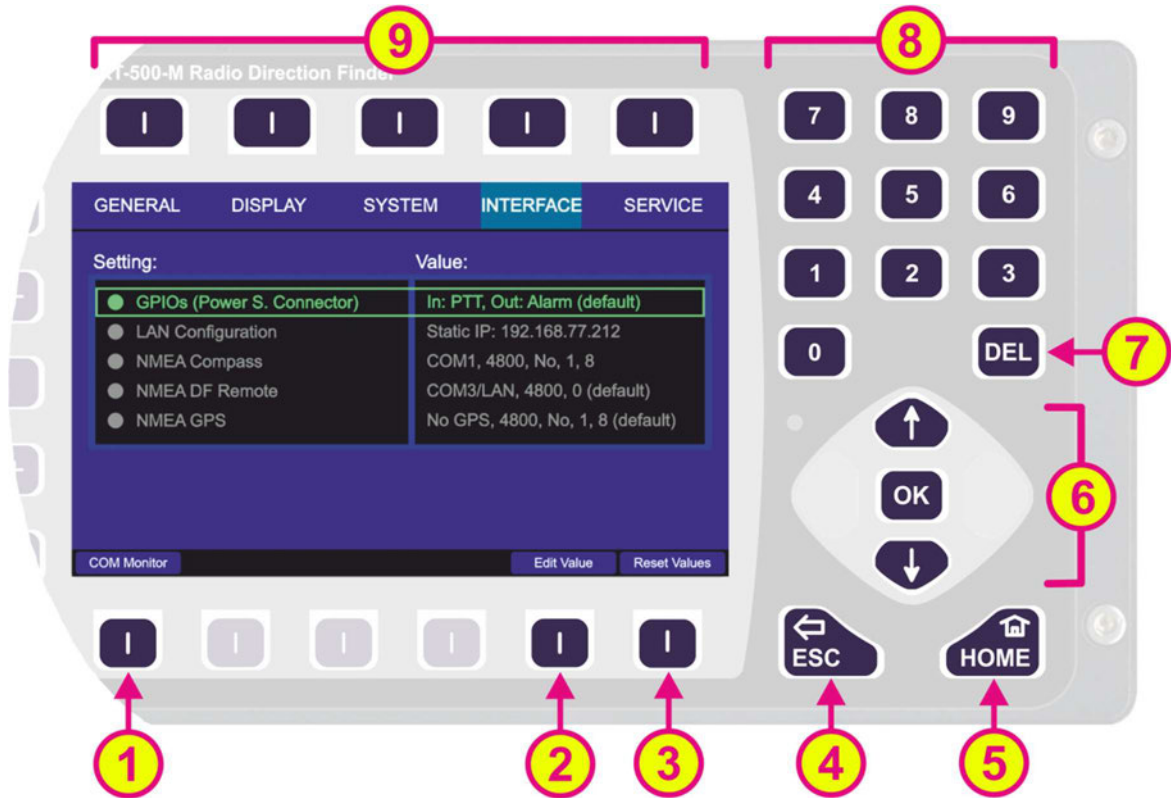 9
8
RT-500-M Radio Direction Finder
7 8 9
GENERAL DISPLAY SYSTEM INTERFACE SERVICE
4 5 6
Setting: Value:
1 2 3
GPIOs (Power S. Connector) In: PTT, Out: Alarm (default)
LAN Configuration Static IP: 192.168.77.212
NMEA Compass COM1, 4800, No, 1, 8
NMEA DF Remote COM3/LAN, 4800, 0 (default)
NMEA GPS No GPS, 4800, No, 1, 8 (default)
0 DEL
7
OK
6
COM Monitor Edit Value Reset Values
ESC HOME
1 2 3 4 5